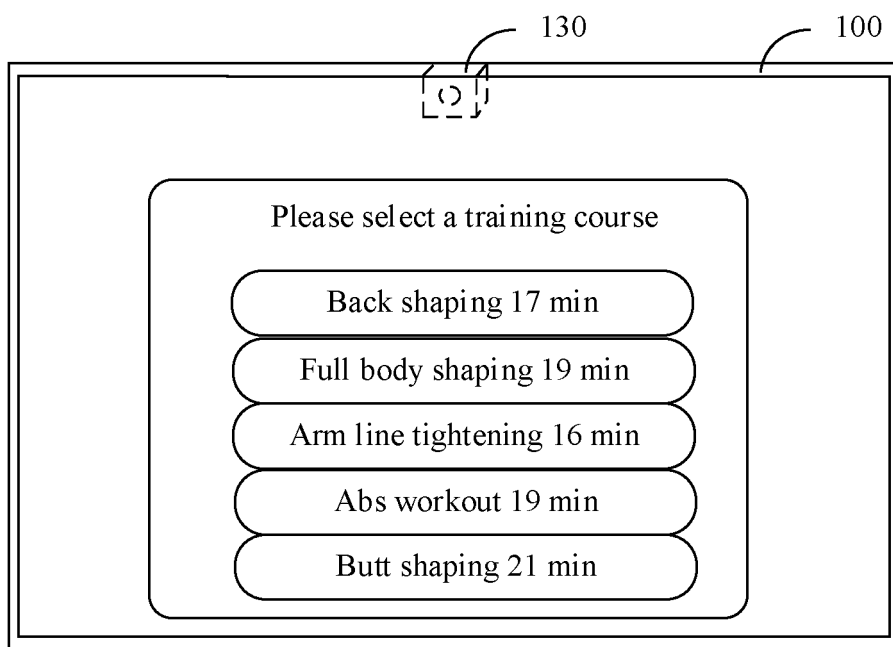 130
100
Please select a training course
Back shaping 17 min
Full body shaping 19 min
Arm line tightening 16 min
Abs workout 19 min
Butt shaping 21 min